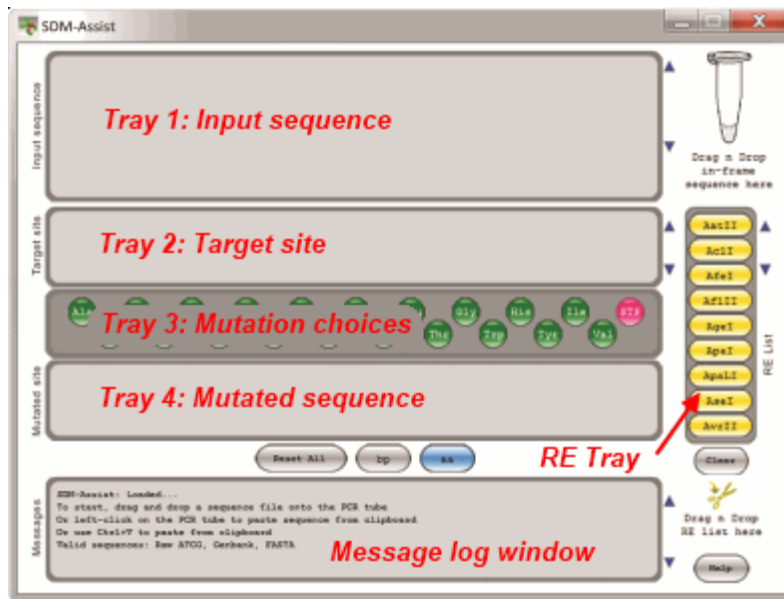 SDM-Assist
Input sequence
Tray 1: Input sequence
Drag n Drop
in-frame
sequence here
Target site
Tray 2: Target site
Ala
Gly
His
Ile
STP
Tray 3: Mutation choices
Thr
Trp
Tyr
Val
Mutated site
Tray 4: Mutated sequence
AatII
AclI
AfeI
AflII
AgeI
ApaI
ApaLI
AseI
AvrII
RE List
RE Tray
Reset All
bp
aa
Clear
Messages
SDM-Assist: Loaded...
To start, drag and drop a sequence file onto the PCR tube
Or left-click on the PCR tube to paste sequence from clipboard
Or use Ctrl+V to paste from clipboard
Valid sequences: Raw ATCG, Genbank, FASTA
Message log window
Drag n Drop
RE list here
Help